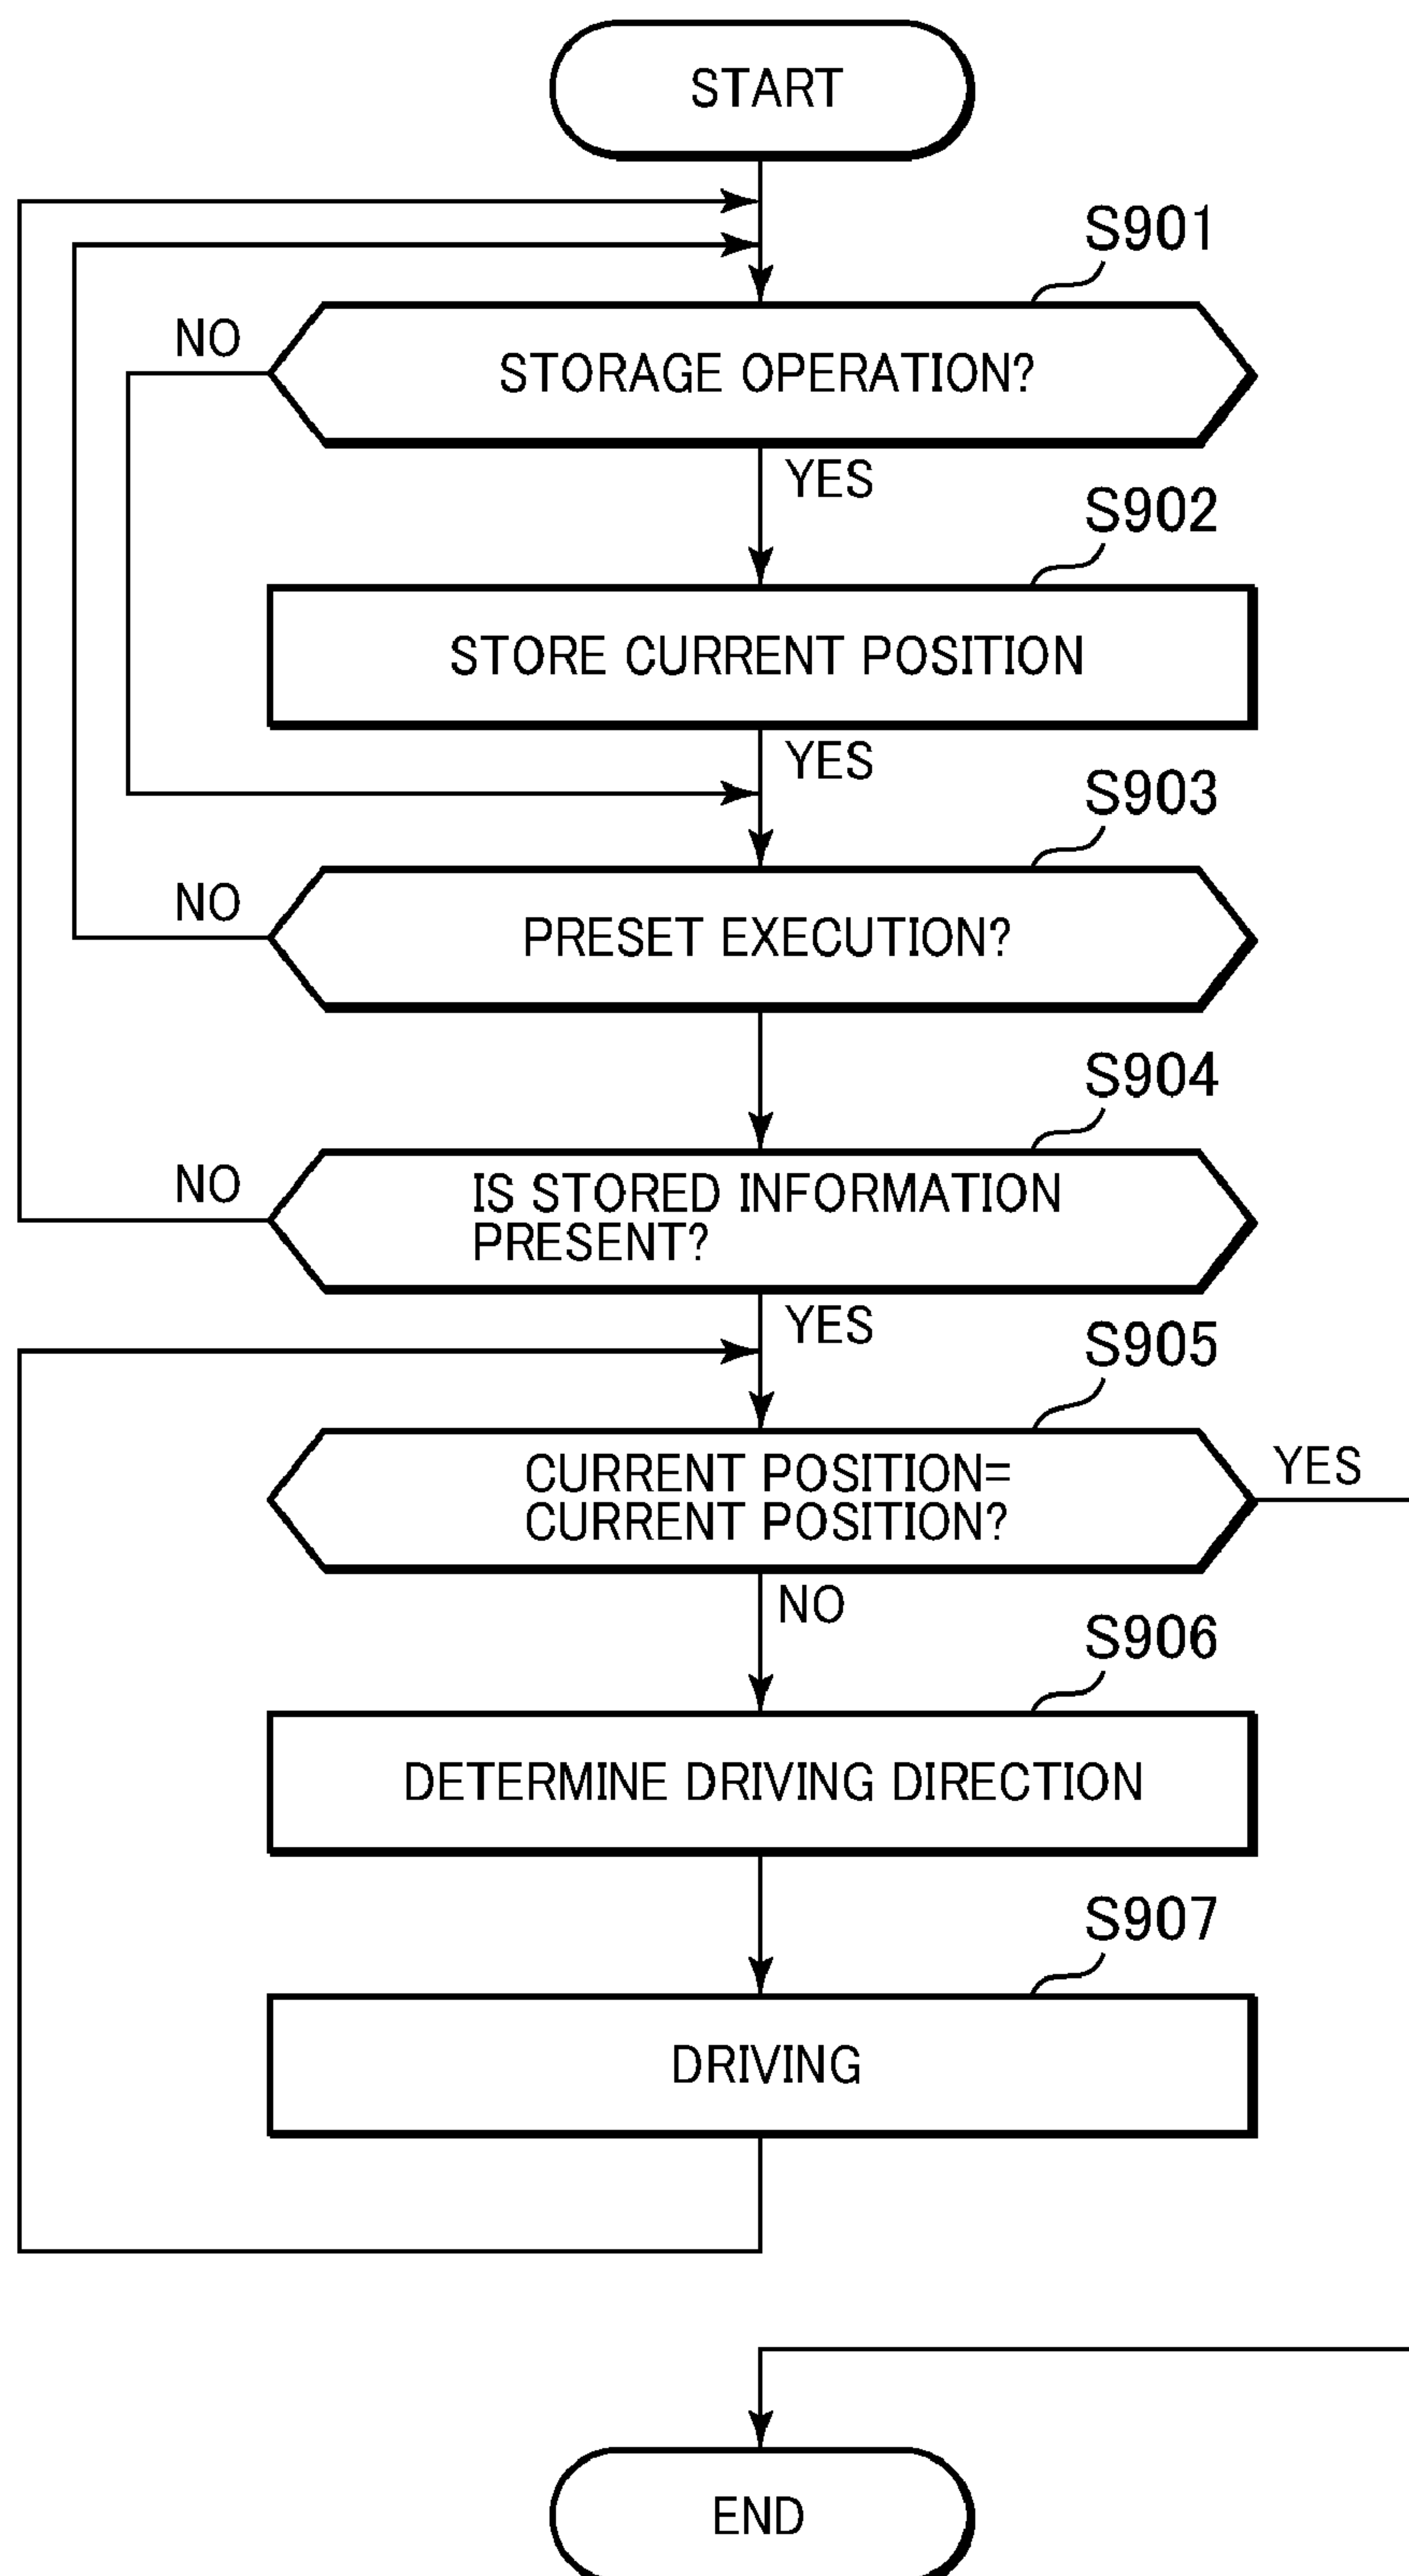 START
S901
NO
STORAGE OPERATION?
YES
S902
STORE CURRENT POSITION
YES
S903
NO
PRESET EXECUTION?
S904
NO
IS STORED INFORMATION
PRESENT?
YES
S905
CURRENT POSITION=
CURRENT POSITION?
YES
NO
S906
DETERMINE DRIVING DIRECTION
S907
DRIVING
END